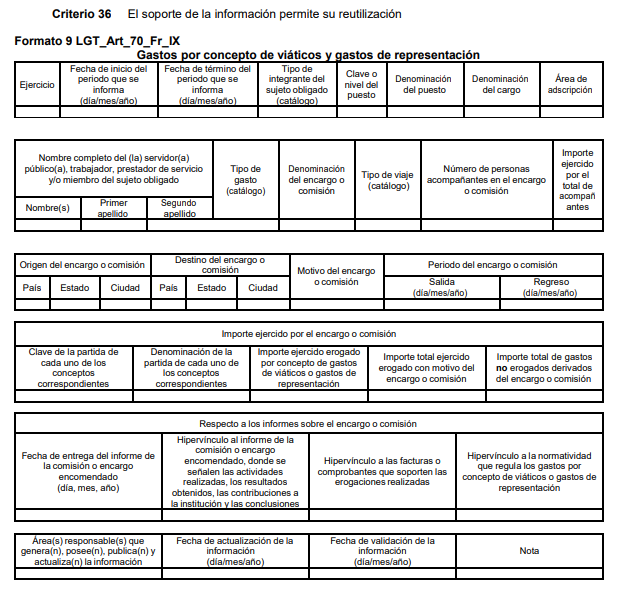 Criterio 36 El soporte de la información permite su reutilización
Formato 9 LGT_Art_70_Fr_IX
Gastos por concepto de viáticos y gastos de representación
Ejercicio
Fecha de inicio del
periodo que se
informa
(día/mes/año)
Fecha de término del
periodo que se
informa
(día/mes/año)
Tipo de
integrante del
sujeto obligado
(catálogo)
Clave o
nivel del
puesto
Denominación
del puesto
Denominación
del cargo
Área de
adscripción
Nombre completo del (la) servidor(a)
público(a), trabajador, prestador de servicio
y/o miembro del sujeto obligado
Nombre(s)
Primer
apellido
Segundo
apellido
Tipo de
gasto
(catálogo)
Denominación
del encargo o
comisión
Tipo de viaje
(catálogo)
Número de personas
acompañantes en el encargo
o comisión
Importe
ejercido
por el
total de
acompañ
antes
Origen del encargo o comisión
País
Estado
Ciudad
Destino del encargo o
comisión
País
Estado
Ciudad
Motivo del encargo
o comisión
Periodo del encargo o comisión
Salida
(día/mes/año)
Regreso
(día/mes/año)
Importe ejercido por el encargo o comisión
Clave de la partida de
cada uno de los
conceptos
correspondientes
Denominación de la
partida de cada uno de
los conceptos
correspondientes
Importe ejercido erogado
por concepto de gastos
de viáticos o gastos de
representación
Importe total ejercido
erogado con motivo del
encargo o comisión
Importe total de gastos
no erogados derivados
del encargo o comisión
Respecto a los informes sobre el encargo o comisión
Fecha de entrega del informe de
la comisión o encargo
encomendado
(día, mes, año)
Hipervínculo al informe de la
comisión o encargo
encomendado, donde se
señalen las actividades
realizadas, los resultados
obtenidos, las contribuciones a
la institución y las conclusiones
Hipervínculo a las facturas o
comprobantes que soporten las
erogaciones realizadas
Hipervínculo a la normatividad
que regula los gastos por
concepto de viáticos o gastos de
representación
Área(s) responsable(s) que
genera(n), posee(n), publica(n) y
actualiza(n) la información
Fecha de actualización de la
información
(día/mes/año)
Fecha de validación de la
información
(día/mes/año)
Nota